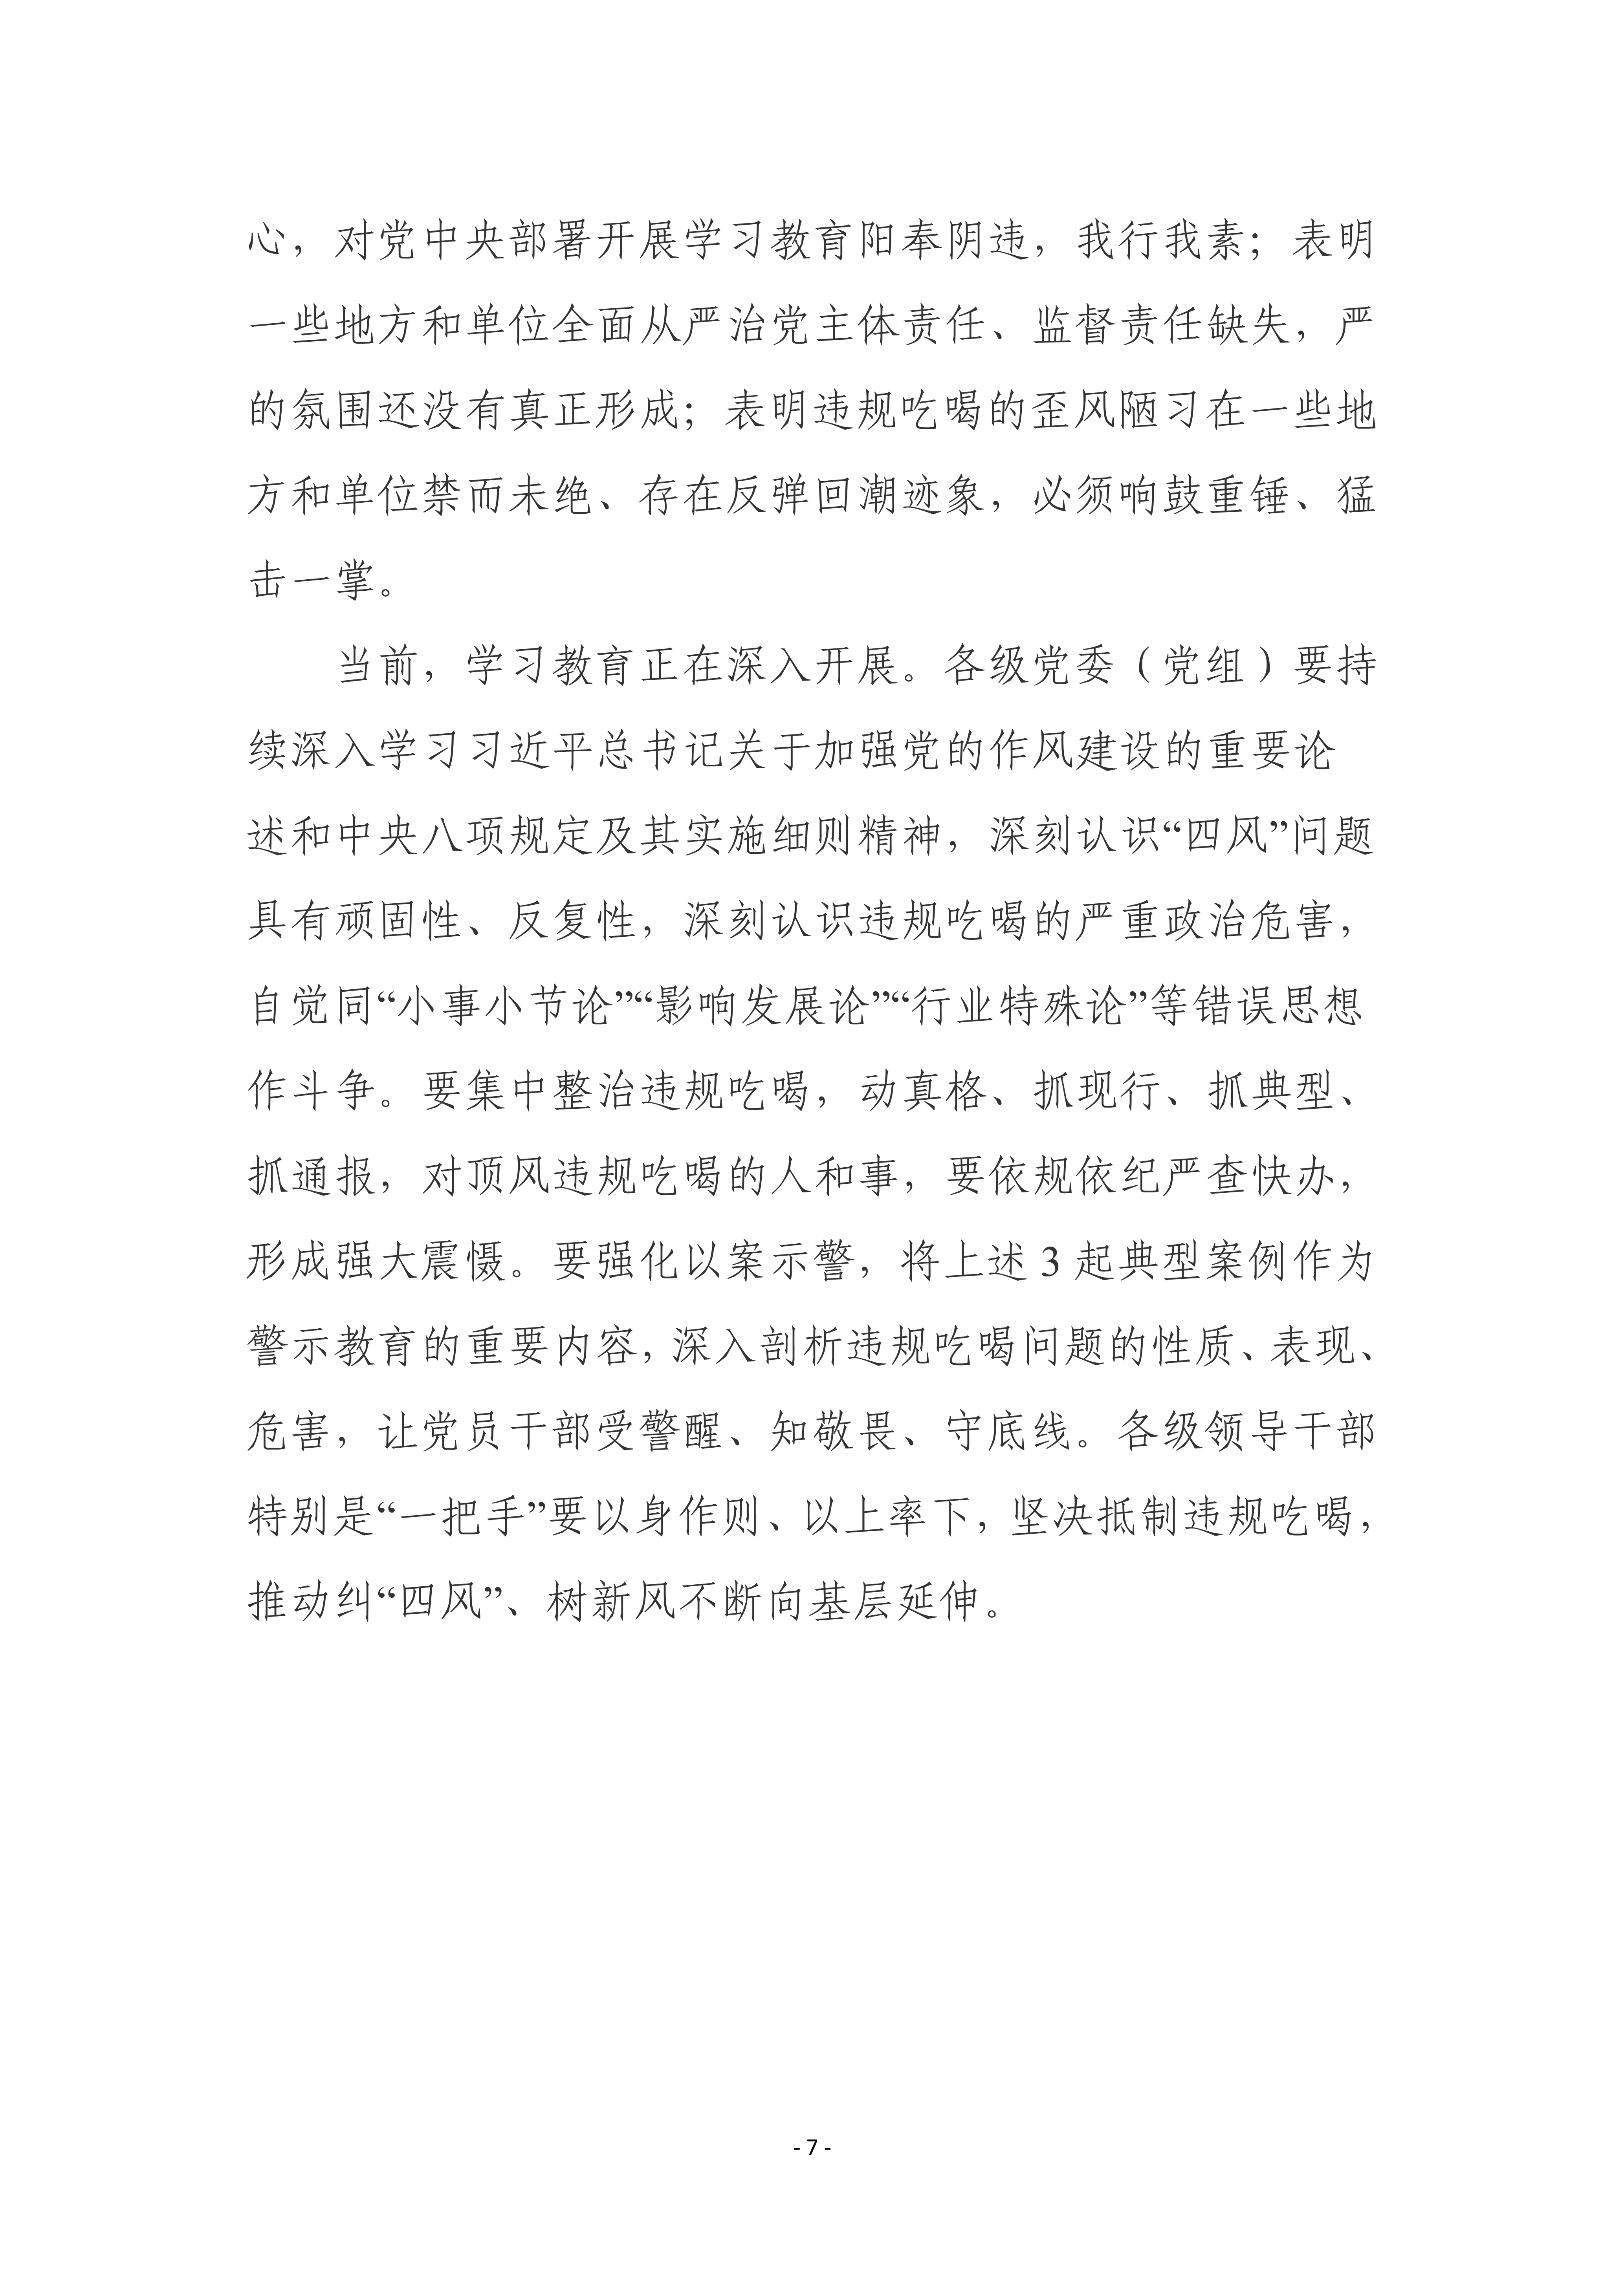 心，对党中央部署开展学习教育阳奉阴违，我行我素；表明
一些地方和单位全面从严治党主体责任、监督责任缺失，严
的氛围还没有真正形成；表明违规吃喝的歪风陋习在一些地
方和单位禁而未绝、存在反弹回潮迹象，必须响鼓重锤、猛
击一掌。
当前，学习教育正在深入开展。各级党委（党组）要持
续深入学习习近平总书记关于加强党的作风建设的重要论
述和中央八项规定及其实施细则精神，深刻认识“四风”问题
具有顽固性、反复性，深刻认识违规吃喝的严重政治危害，
自觉同“小事小节论”“影响发展论”“行业特殊论”等错误思想
作斗争。要集中整治违规吃喝，动真格、抓现行、抓典型、
抓通报，对顶风违规吃喝的人和事，要依规依纪严查快办，
形成强大震慑。要强化以案示警，将上述 3 起典型案例作为
警示教育的重要内容，深入剖析违规吃喝问题的性质、表现、
危害，让党员干部受警醒、知敬畏、守底线。各级领导干部
特别是“一把手”要以身作则、以上率下，坚决抵制违规吃喝，
推动纠“四风”、树新风不断向基层延伸。
- 7 -